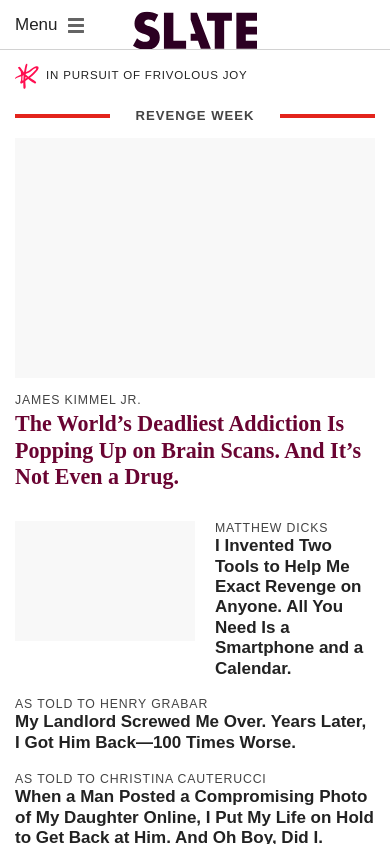 Menu
SLATE
IN PURSUIT OF FRIVOLOUS JOY
REVENGE WEEK
JAMES KIMMEL JR.
The World’s Deadliest Addiction Is
Popping Up on Brain Scans. And It’s
Not Even a Drug.
MATTHEW DICKS
I Invented Two
Tools to Help Me
Exact Revenge on
Anyone. All You
Need Is a
Smartphone and a
Calendar.
AS TOLD TO HENRY GRABAR
My Landlord Screwed Me Over. Years Later,
I Got Him Back—100 Times Worse.
AS TOLD TO CHRISTINA CAUTERUCCI
When a Man Posted a Compromising Photo
of My Daughter Online, I Put My Life on Hold
to Get Back at Him. And Oh Boy, Did I.